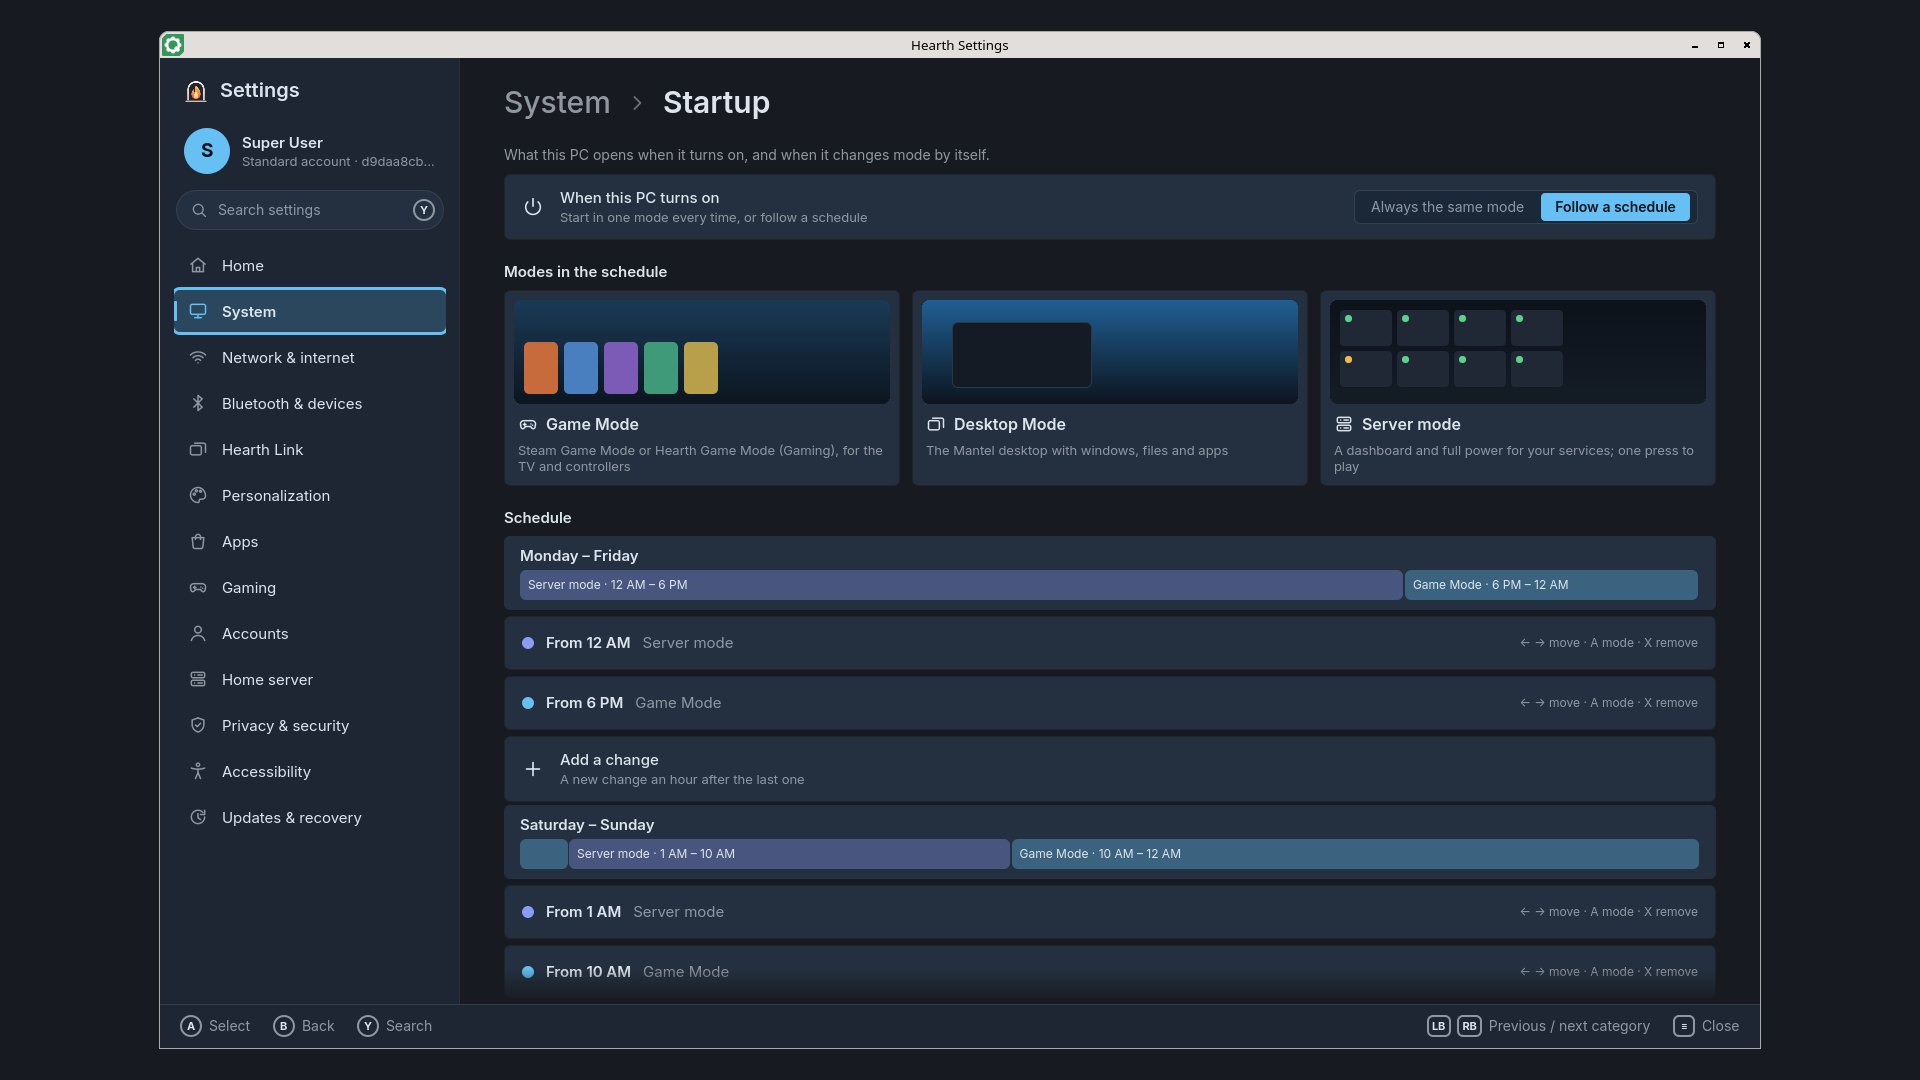 Hearth Settings
Settings
S
Super User
Standard account · d9daa8cb...
Search settings
Y
Home
System
Network & internet
Bluetooth & devices
Hearth Link
Personalization
Apps
Gaming
Accounts
Home server
Privacy & security
Accessibility
Updates & recovery
System > Startup
What this PC opens when it turns on, and when it changes mode by itself.
When this PC turns on
Start in one mode every time, or follow a schedule
Always the same mode
Follow a schedule
Modes in the schedule
Game Mode
Steam Game Mode or Hearth Game Mode (Gaming), for the
TV and controllers
Desktop Mode
The Mantel desktop with windows, files and apps
Server mode
A dashboard and full power for your services; one press to
play
Schedule
Monday – Friday
Server mode · 12 AM – 6 PM
Game Mode · 6 PM – 12 AM
From 12 AM Server mode
← → move · A mode · X remove
From 6 PM Game Mode
← → move · A mode · X remove
Add a change
A new change an hour after the last one
Saturday – Sunday
Server mode · 1 AM – 10 AM
Game Mode · 10 AM – 12 AM
From 1 AM Server mode
← → move · A mode · X remove
From 10 AM Game Mode
← → move · A mode · X remove
A Select
B Back
Y Search
LB RB Previous / next category
≡ Close